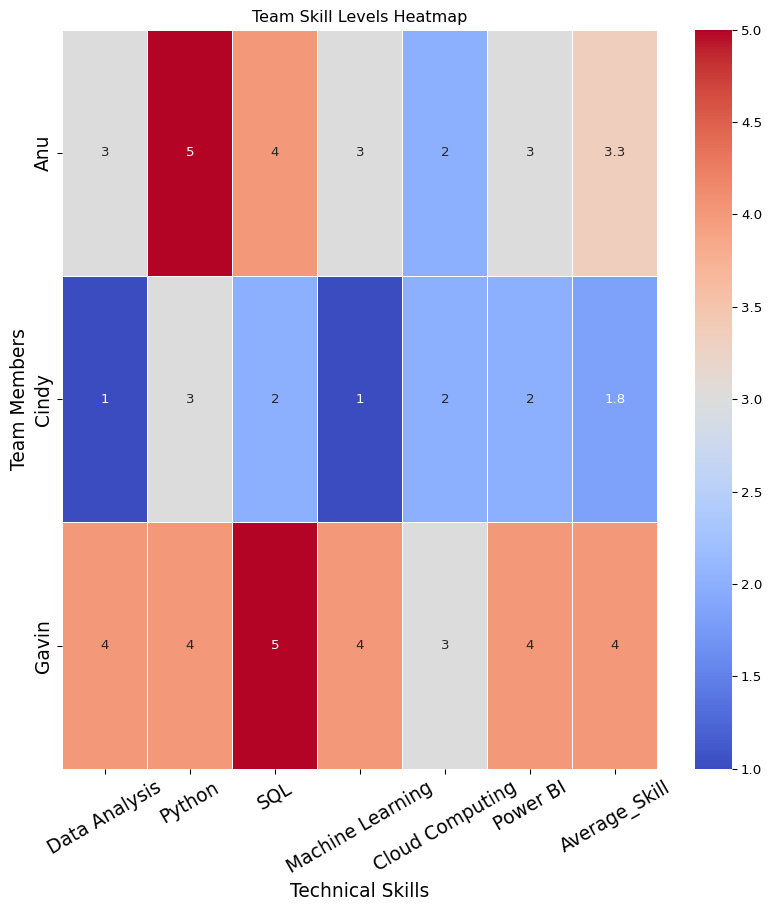 Team Skill Levels Heatmap
Team Members
Anu
3 5 4 3 2 3 3.3
Cindy
1 3 2 1 2 2 1.8
Gavin
4 4 5 4 3 4 4
Data Analysis
Python
SQL
Machine Learning
Cloud Computing
Power BI
Average_Skill
Technical Skills
5.0
4.5
4.0
3.5
3.0
2.5
2.0
1.5
1.0